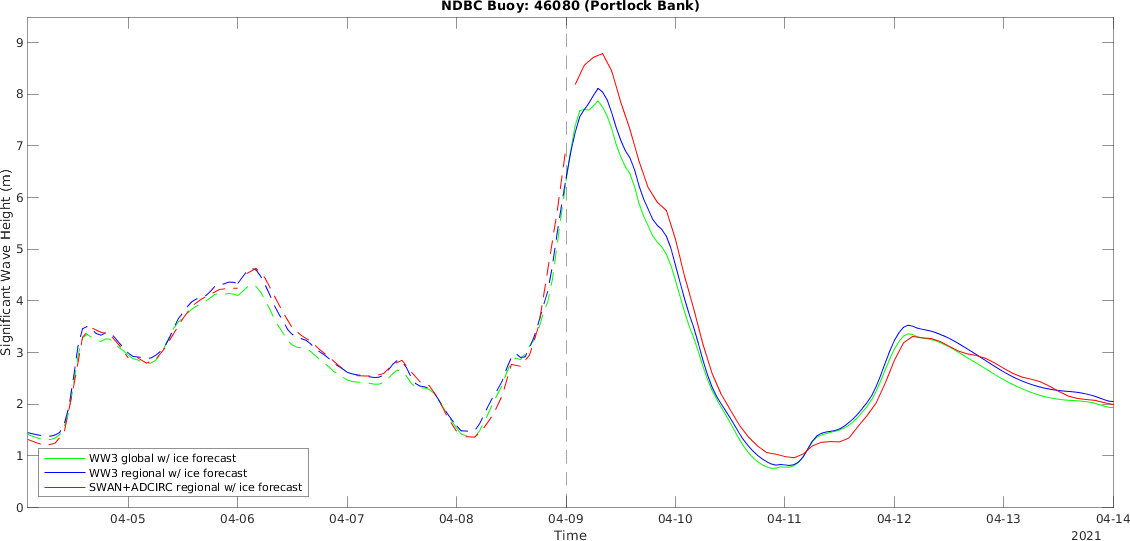 NDBC Buoy: 46080 (Portlock Bank)
Significant Wave Height (m)
9
8
7
6
5
4
3
2
1
0
WW3 global w/ ice forecast
WW3 regional w/ ice forecast
SWAN+ADCIRC regional w/ ice forecast
04-05 04-06 04-07 04-08 04-09 04-10 04-11 04-12 04-13 04-14
Time
2021